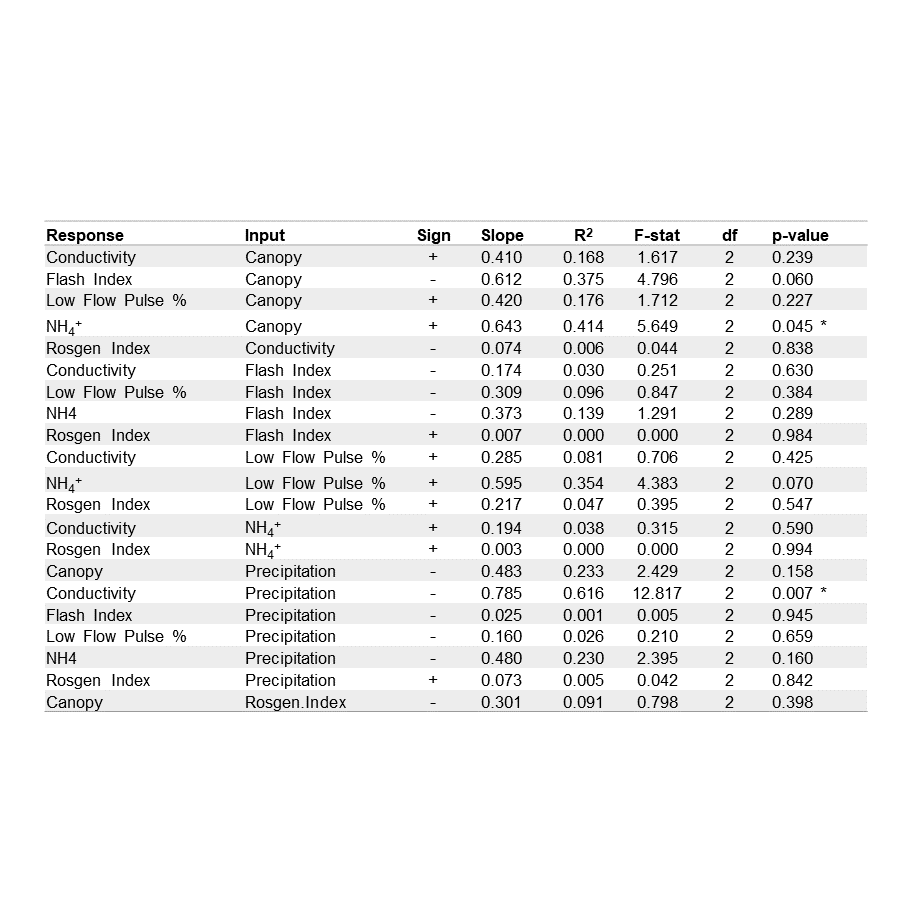 Response Input Sign Slope R² F-stat df p-value
Conductivity Canopy + 0.410 0.168 1.617 2 0.239
Flash Index Canopy - 0.612 0.375 4.796 2 0.060
Low Flow Pulse % Canopy + 0.420 0.176 1.712 2 0.227
NH₄⁺ Canopy + 0.643 0.414 5.649 2 0.045 *
Rosgen Index Conductivity - 0.074 0.006 0.044 2 0.838
Conductivity Flash Index - 0.174 0.030 0.251 2 0.630
Low Flow Pulse % Flash Index - 0.309 0.096 0.847 2 0.384
NH4 Flash Index - 0.373 0.139 1.291 2 0.289
Rosgen Index Flash Index + 0.007 0.000 0.000 2 0.984
Conductivity Low Flow Pulse % + 0.285 0.081 0.706 2 0.425
NH₄⁺ Low Flow Pulse % + 0.595 0.354 4.383 2 0.070
Rosgen Index Low Flow Pulse % + 0.217 0.047 0.395 2 0.547
Conductivity NH₄⁺ + 0.194 0.038 0.315 2 0.590
Rosgen Index NH₄⁺ + 0.003 0.000 0.000 2 0.994
Canopy Precipitation - 0.483 0.233 2.429 2 0.158
Conductivity Precipitation - 0.785 0.616 12.817 2 0.007 *
Flash Index Precipitation - 0.025 0.001 0.005 2 0.945
Low Flow Pulse % Precipitation - 0.160 0.026 0.210 2 0.659
NH4 Precipitation - 0.480 0.230 2.395 2 0.160
Rosgen Index Precipitation + 0.073 0.005 0.042 2 0.842
Canopy Rosgen.Index - 0.301 0.091 0.798 2 0.398